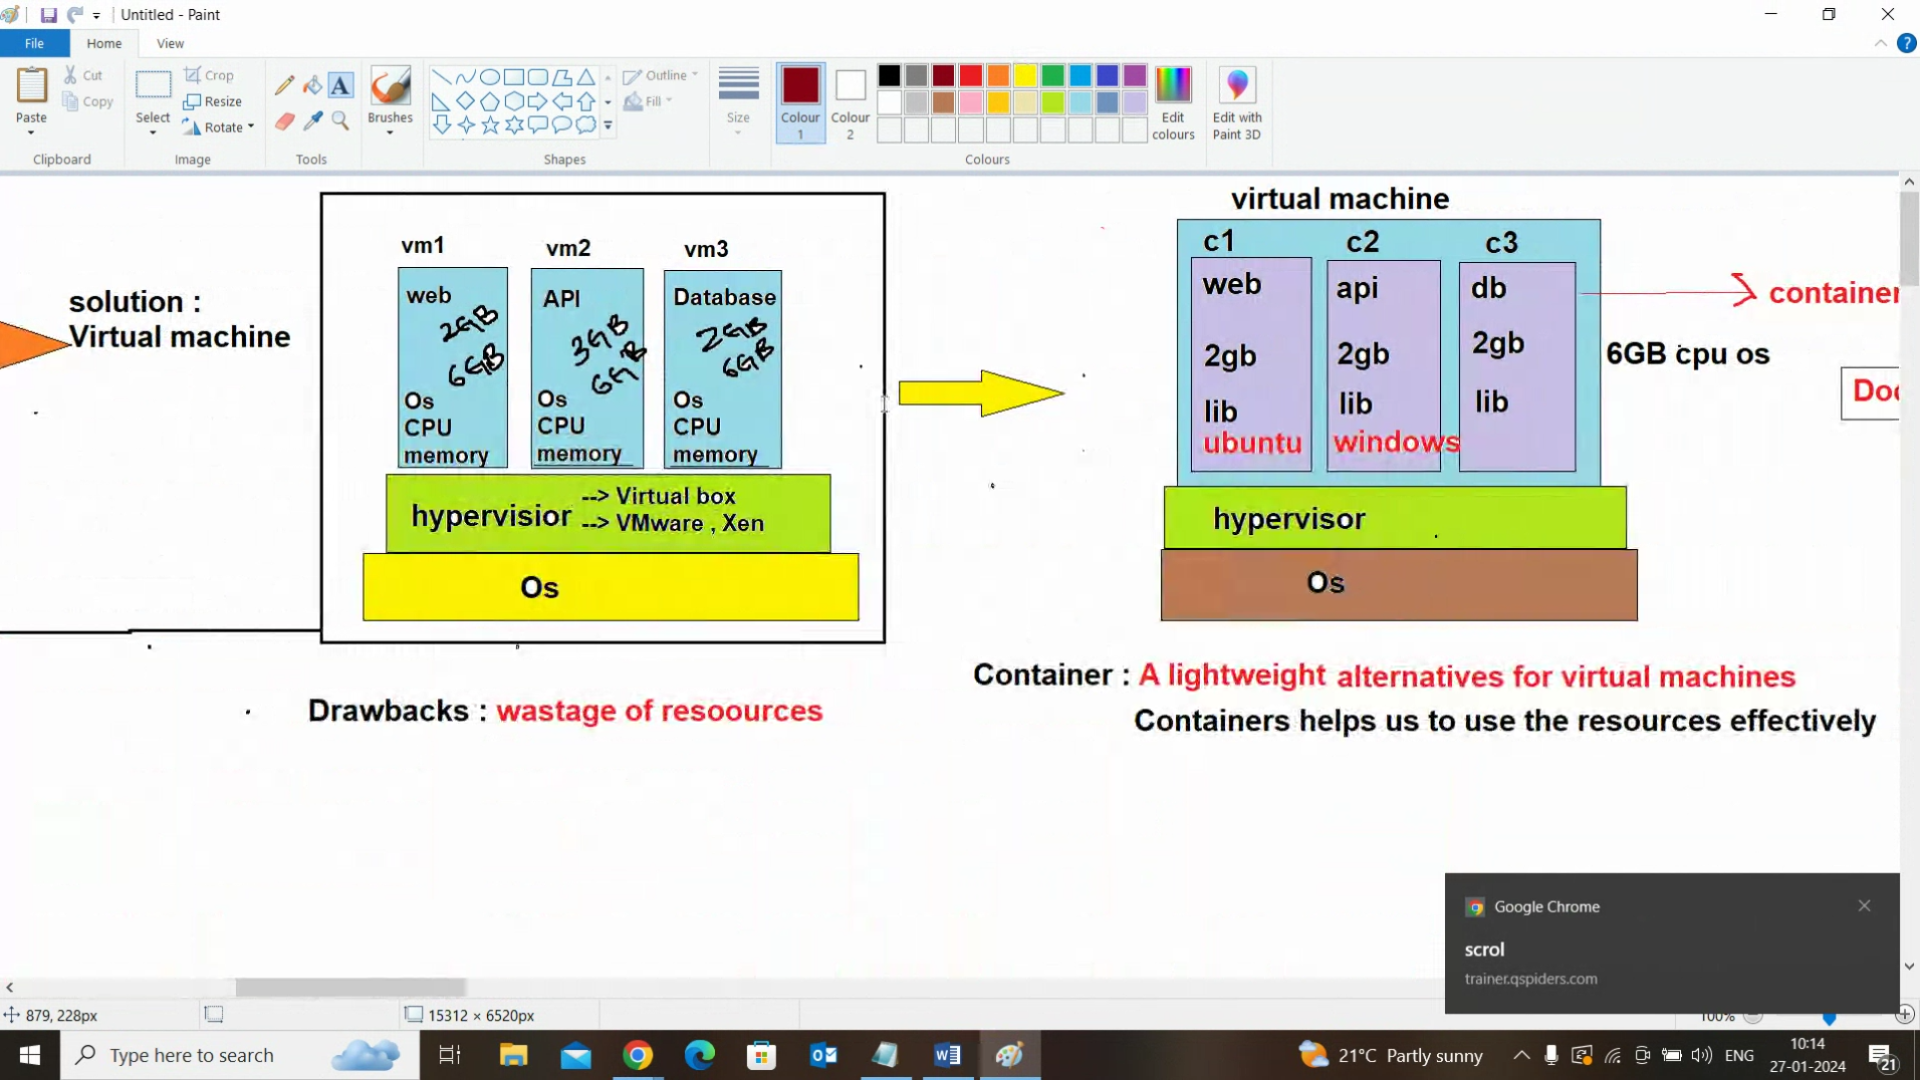 Untitled - Paint
File
Home
View
Paste
Cut
Copy
Clipboard
Select
Crop
Resize
Rotate
Image
Tools
Brushes
Outline
Fill
Shapes
Size
Colour 1
Colour 2
Edit colours
Edit with Paint 3D
Colours
solution :
Virtual machine
vm1
vm2
vm3
web
2GB
6GB
Os
CPU
memory
API
3GB
6GB
Os
CPU
memory
Database
2GB
6GB
Os
CPU
memory
hypervisior
--> Virtual box
--> VMware , Xen
Os
Drawbacks : wastage of resoources
virtual machine
c1
c2
c3
web
2gb
lib
ubuntu
api
2gb
lib
windows
db
2gb
lib
container
6GB cpu os
Doc
hypervisor
Os
Container : A lightweight alternatives for virtual machines
Containers helps us to use the resources effectively
Google Chrome
scrol
trainer.qspiders.com
879, 228px
15312 × 6520px
100%
Type here to search
21°C Partly sunny
ENG
10:14
27-01-2024
21